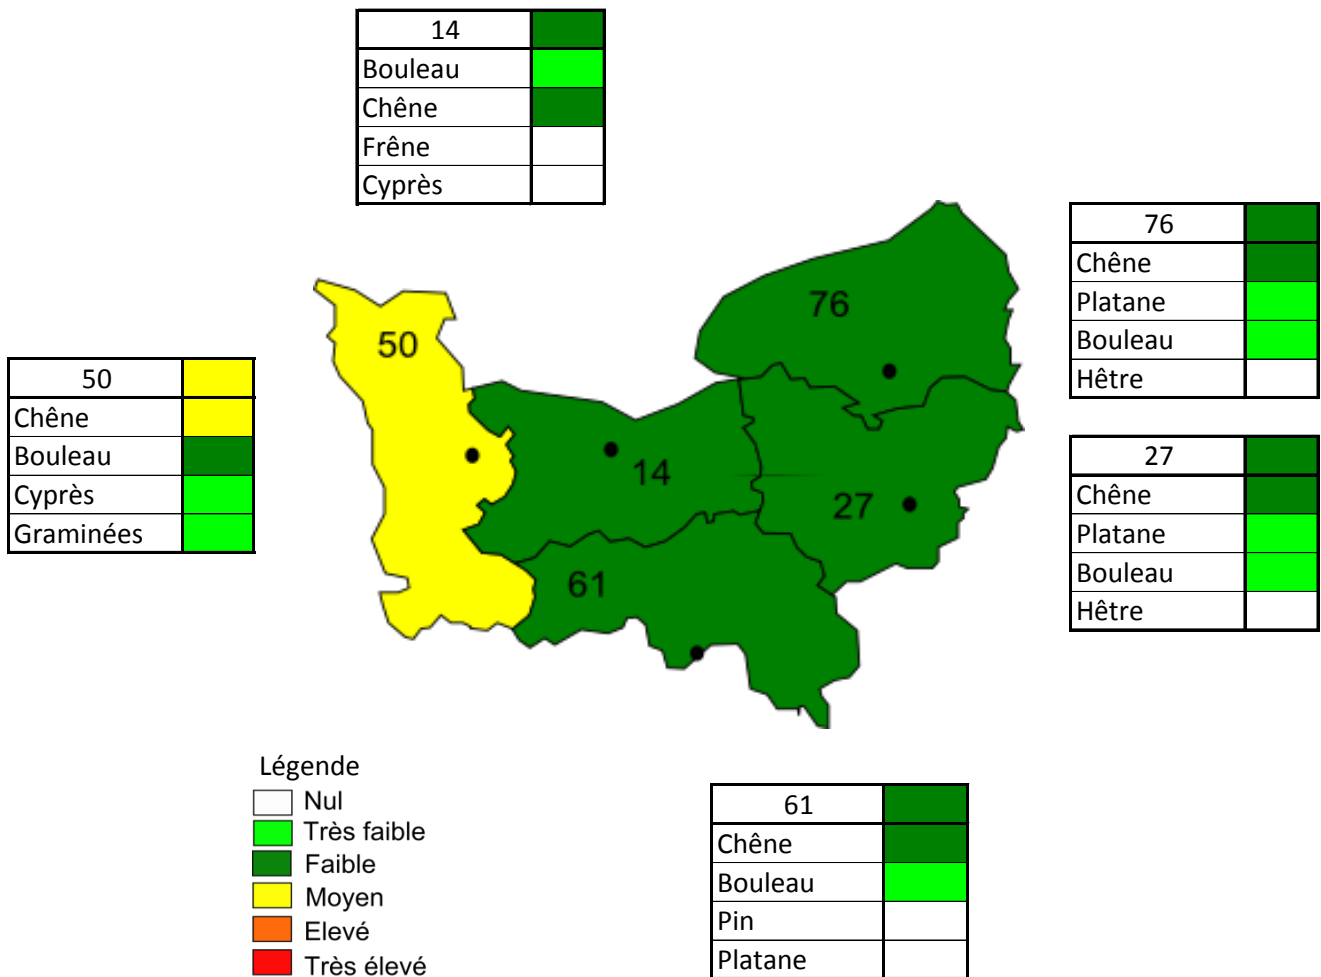 14
Bouleau
Chêne
Frêne
Cyprès
76
Chêne
Platane
Bouleau
Hêtre
50
Chêne
Bouleau
Cyprès
Graminées
27
Chêne
Platane
Bouleau
Hêtre
76
50
14
27
61
Légende
Nul
Très faible
Faible
Moyen
Elevé
Très élevé
61
Chêne
Bouleau
Pin
Platane